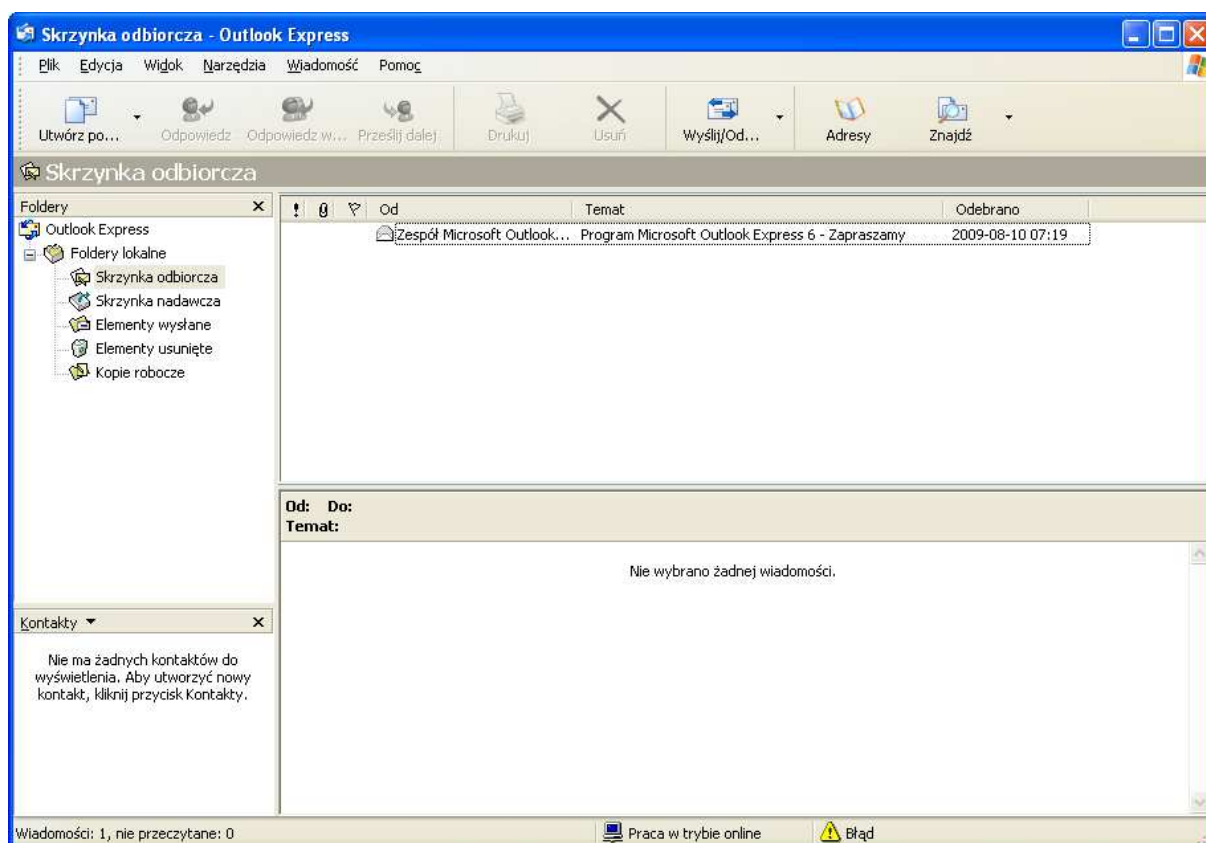 Skrzynka odbiorcza - Outlook Express
Plik Edycja Widok Narzędzia Wiadomość Pomoc
Utwórz po... Odpowiedz Odpowiedz w... Prześlij dalej Drukuj Usuń Wyślij/Od... Adresy Znajdź
Skrzynka odbiorcza
Foldery
! Od Temat Odebrano
Outlook Express
Zespół Microsoft Outlook... Program Microsoft Outlook Express 6 - Zapraszamy 2009-08-10 07:19
Foldery lokalne
Skrzynka odbiorcza
Skrzynka nadawcza
Elementy wysłane
Elementy usunięte
Kopie robocze
Od: Do:
Temat:
Nie wybrano żadnej wiadomości.
Kontakty
Nie ma żadnych kontaktów do
wyświetlenia. Aby utworzyć nowy
kontakt, kliknij przycisk Kontakty.
Wiadomości: 1, nie przeczytane: 0
Praca w trybie online
Błąd